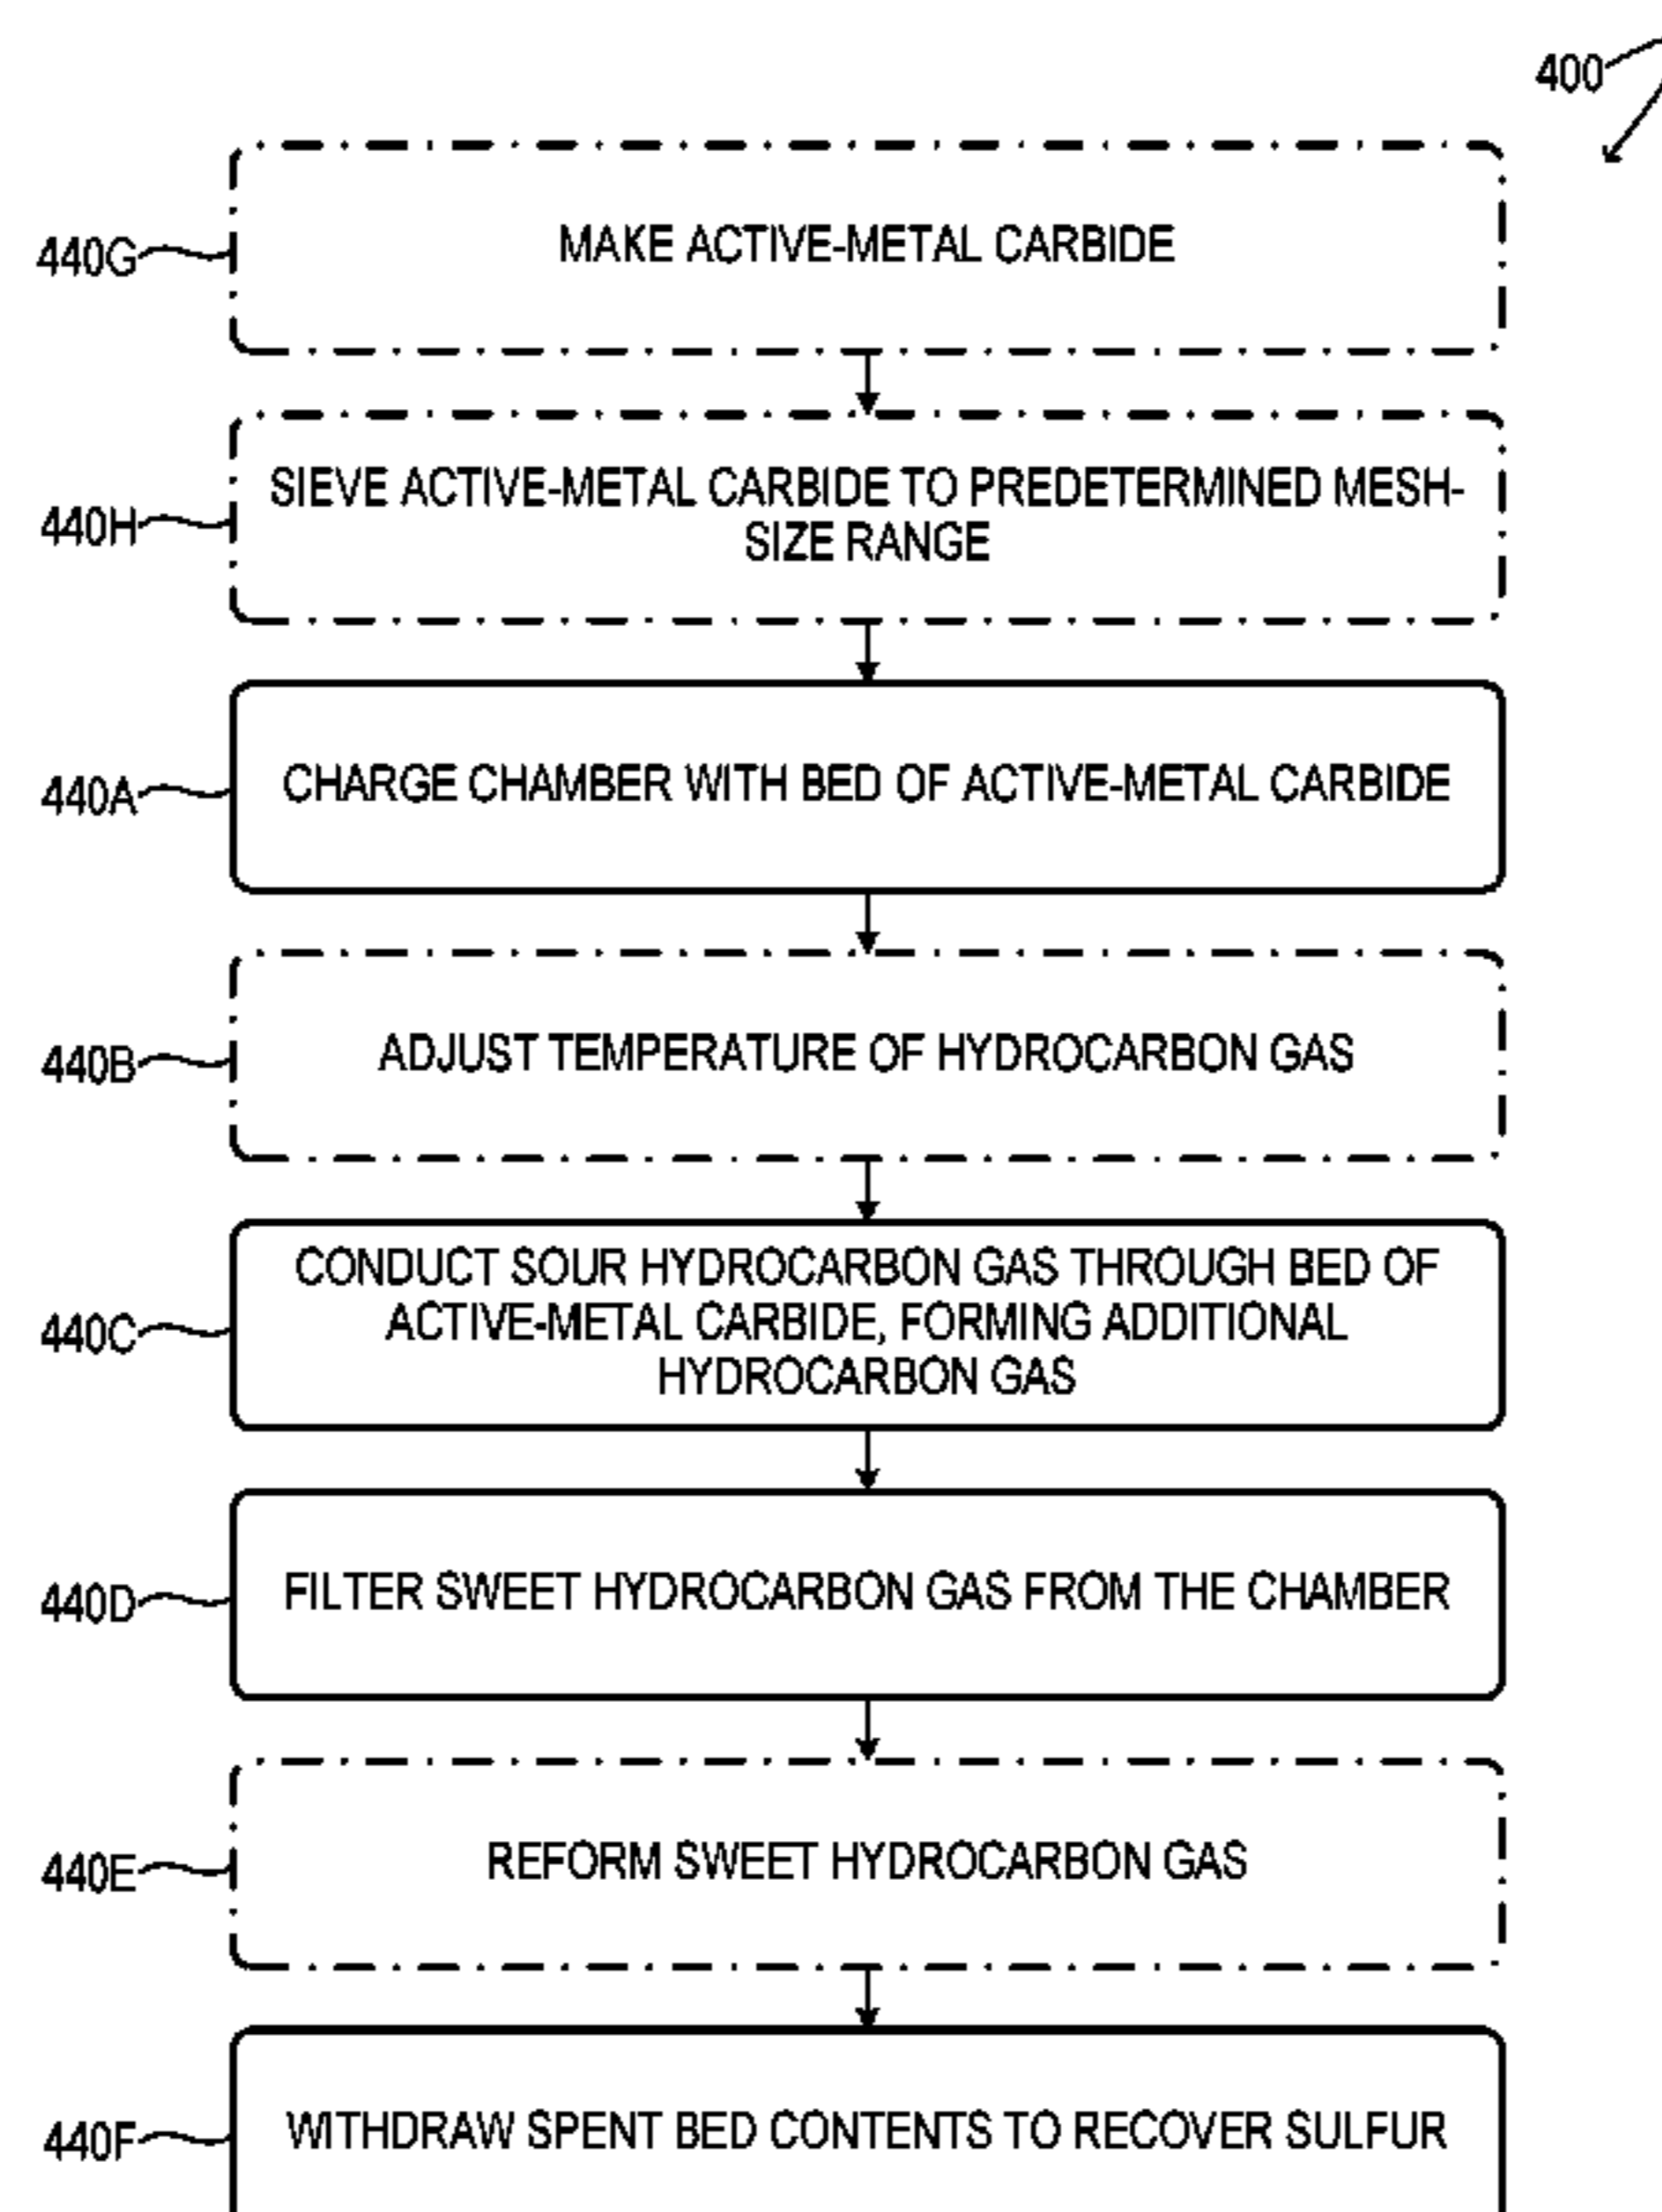 400
440G
MAKE ACTIVE-METAL CARBIDE
440H
SIEVE ACTIVE-METAL CARBIDE TO PREDETERMINED MESH-
SIZE RANGE
440A
CHARGE CHAMBER WITH BED OF ACTIVE-METAL CARBIDE
440B
ADJUST TEMPERATURE OF HYDROCARBON GAS
440C
CONDUCT SOUR HYDROCARBON GAS THROUGH BED OF
ACTIVE-METAL CARBIDE, FORMING ADDITIONAL
HYDROCARBON GAS
440D
FILTER SWEET HYDROCARBON GAS FROM THE CHAMBER
440E
REFORM SWEET HYDROCARBON GAS
440F
WITHDRAW SPENT BED CONTENTS TO RECOVER SULFUR